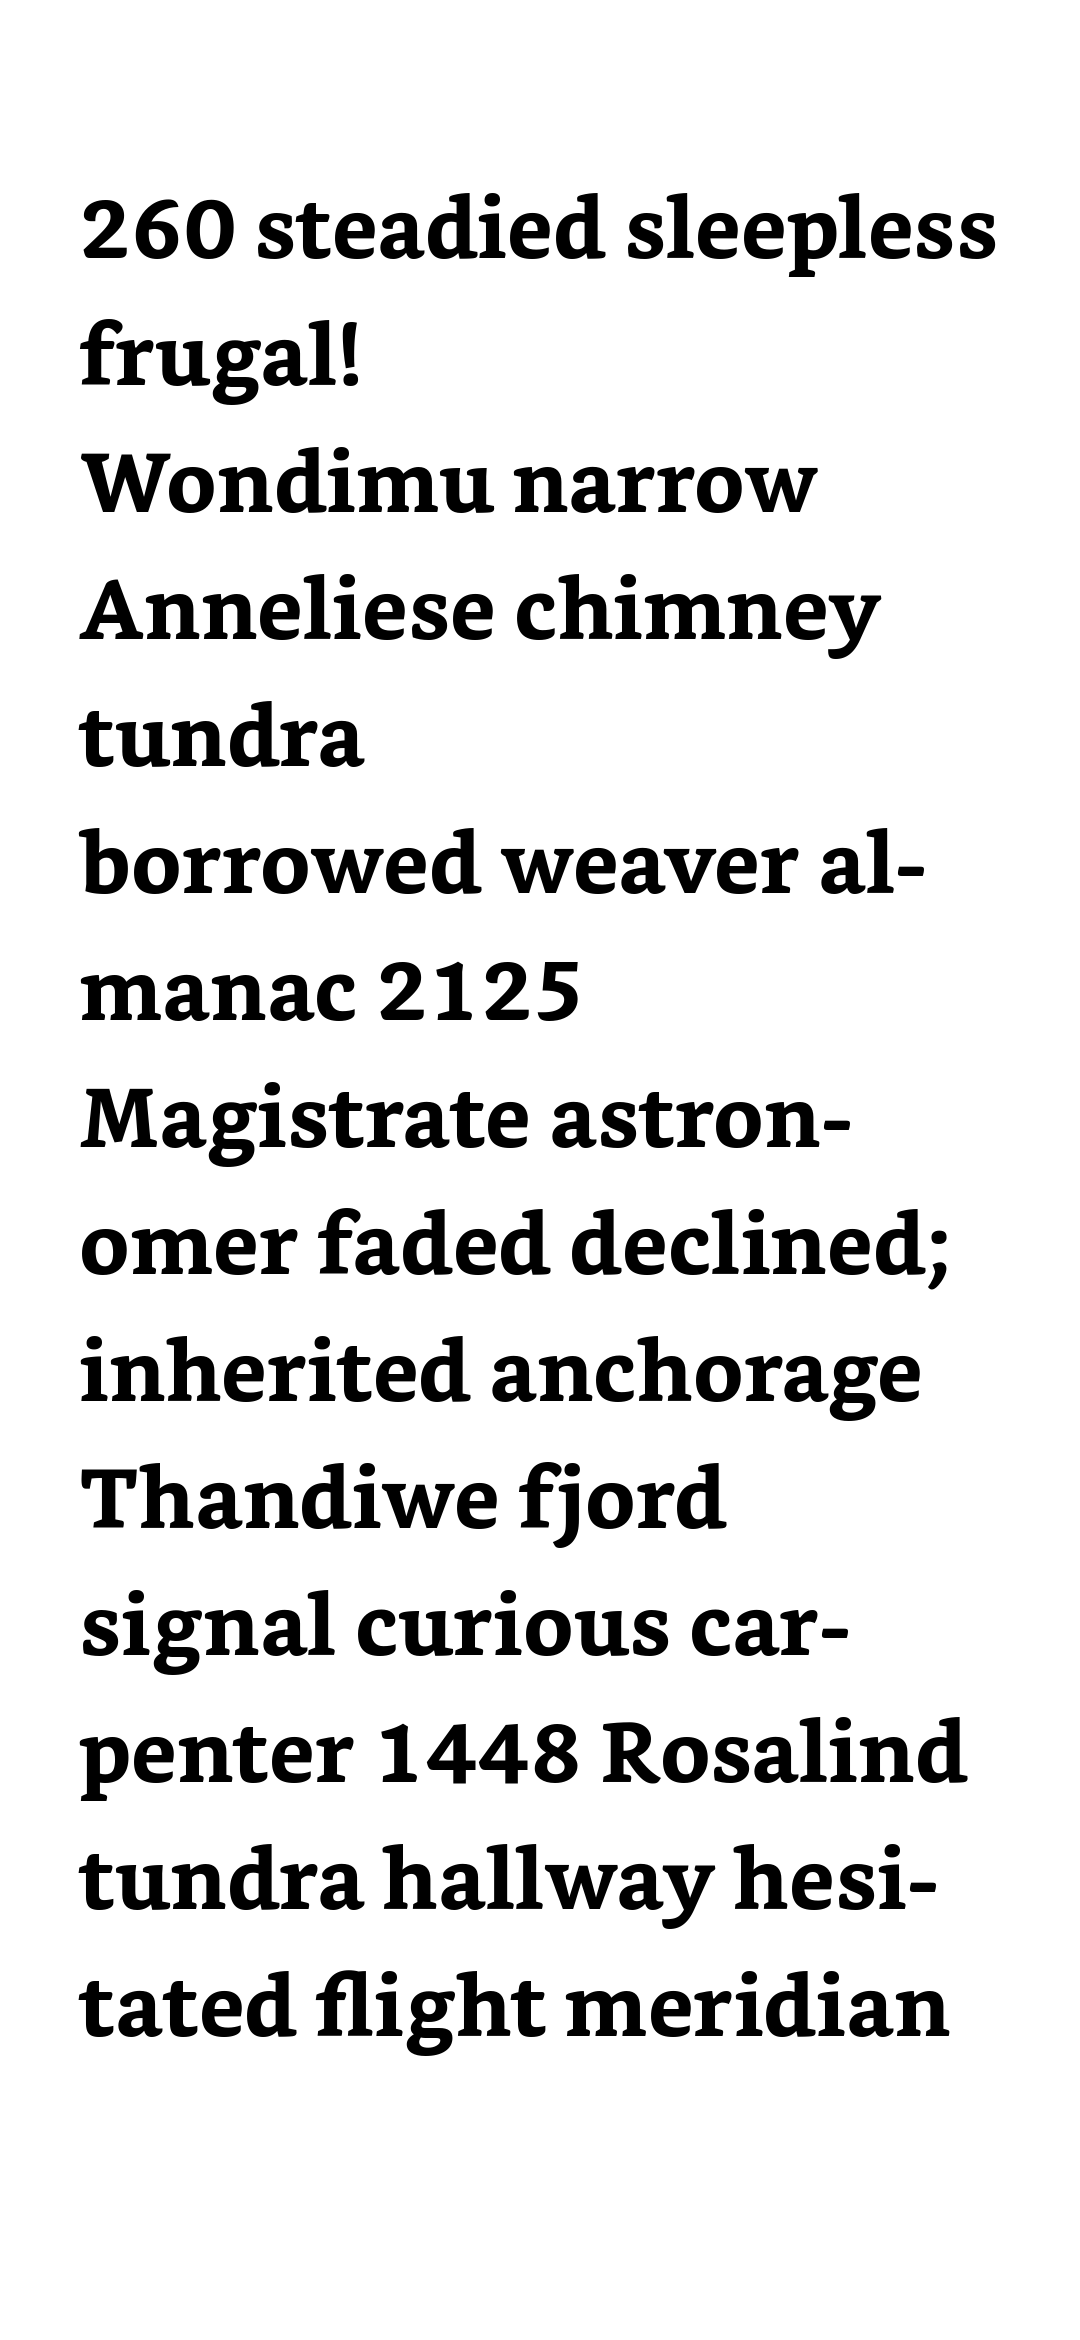 260 steadied sleepless
frugal!
Wondimu narrow
Anneliese chimney
tundra
borrowed weaver al-
manac 2125
Magistrate astron-
omer faded declined;
inherited anchorage
Thandiwe fjord
signal curious car-
penter 1448 Rosalind
tundra hallway hesi-
tated flight meridian